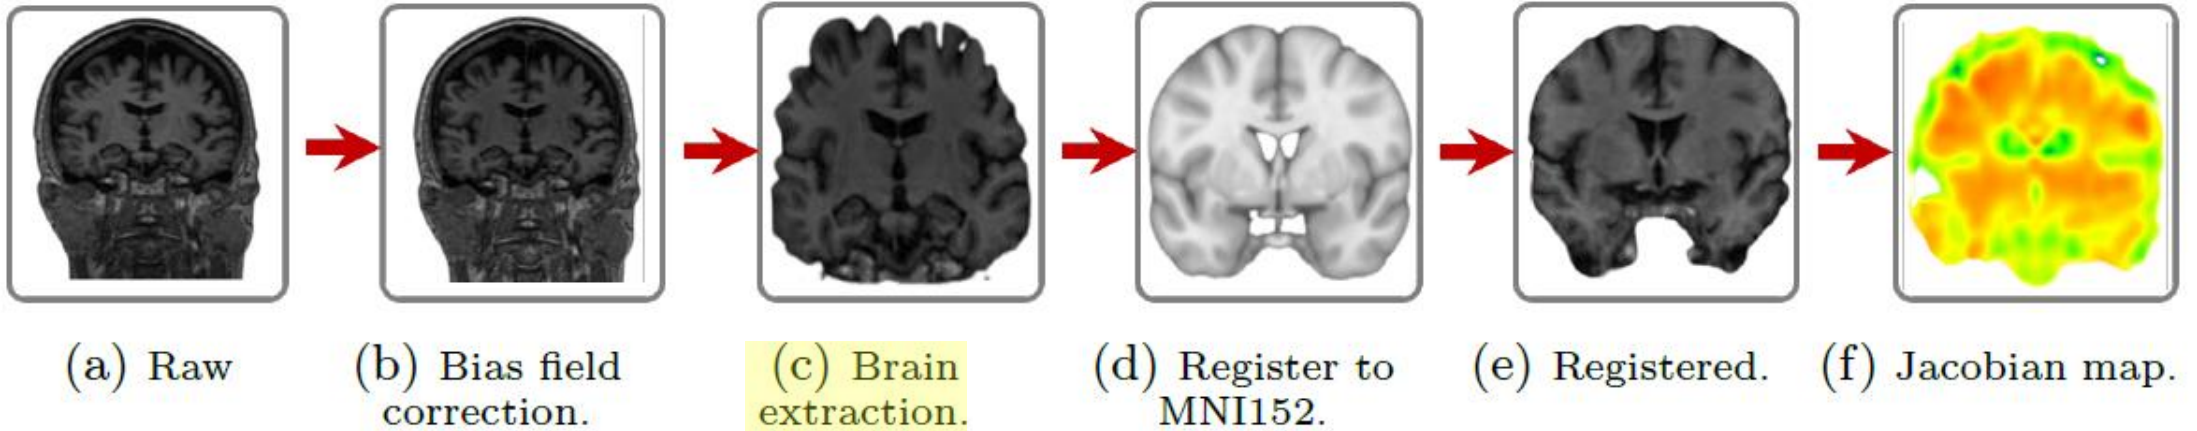 (a) Raw
(b) Bias field
correction.
(c) Brain
extraction.
(d) Register to
MNI152.
(e) Registered.
(f) Jacobian map.